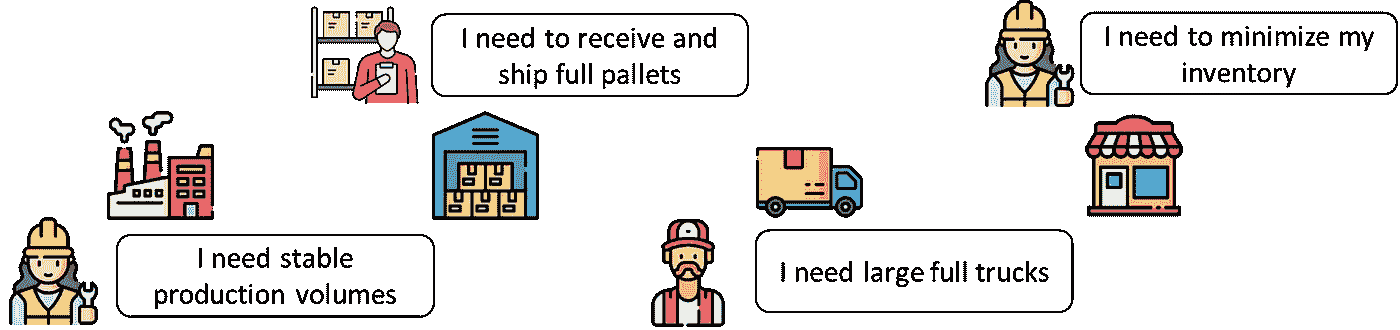 I need to receive and
ship full pallets
I need to minimize my
inventory
I need stable
production volumes
I need large full trucks